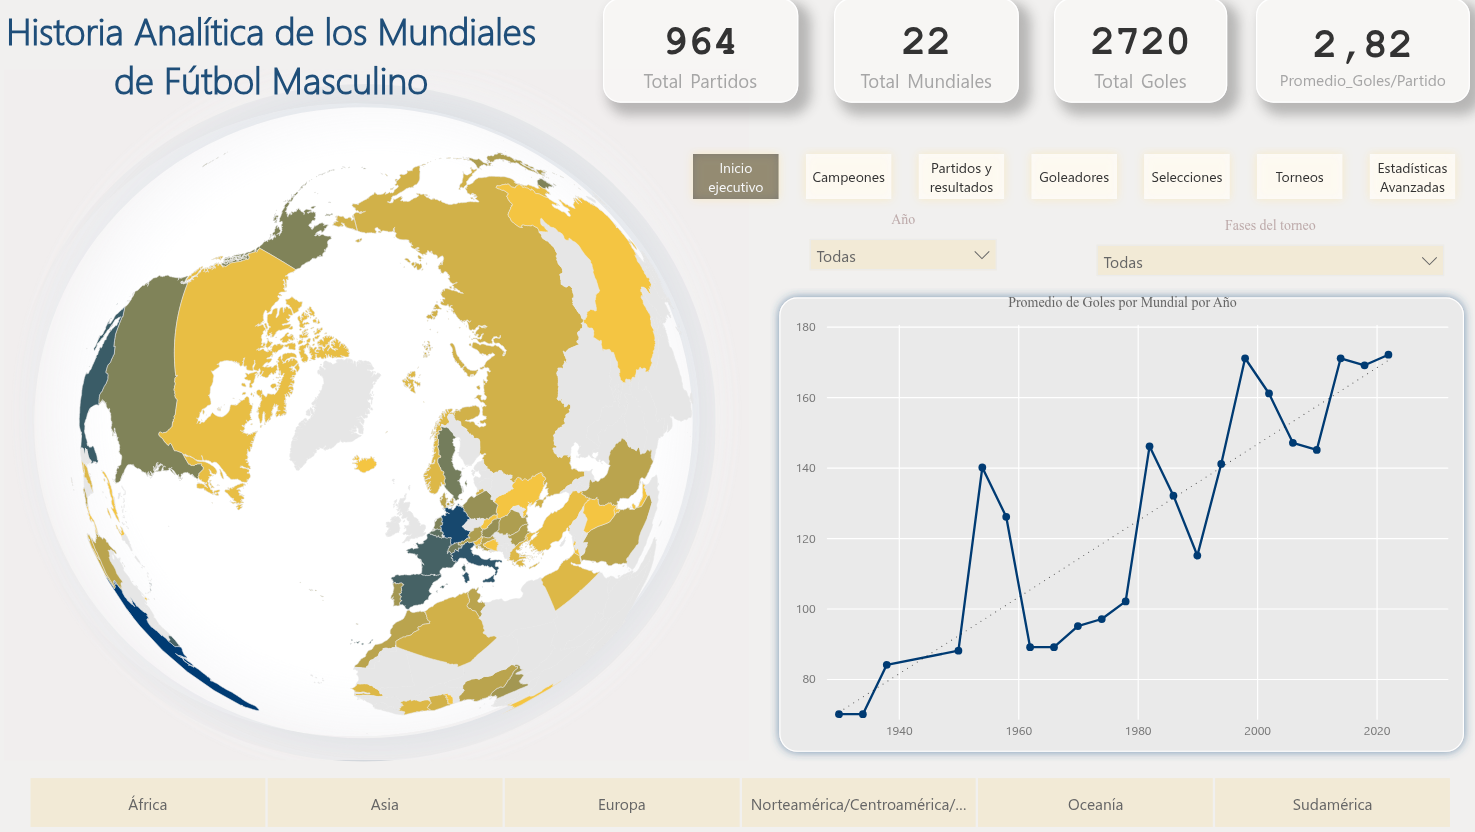 Historia Analítica de los Mundiales
de Fútbol Masculino
964
Total Partidos
22
Total Mundiales
2720
Total Goles
2,82
Promedio_Goles/Partido
Inicio
ejecutivo
Campeones
Partidos y
resultados
Goleadores
Selecciones
Torneos
Estadísticas
Avanzadas
Año
Todas
Fases del torneo
Todas
Promedio de Goles por Mundial por Año
180
160
140
120
100
80
1940
1960
1980
2000
2020
África
Asia
Europa
Norteamérica/Centroamérica/...
Oceanía
Sudamérica